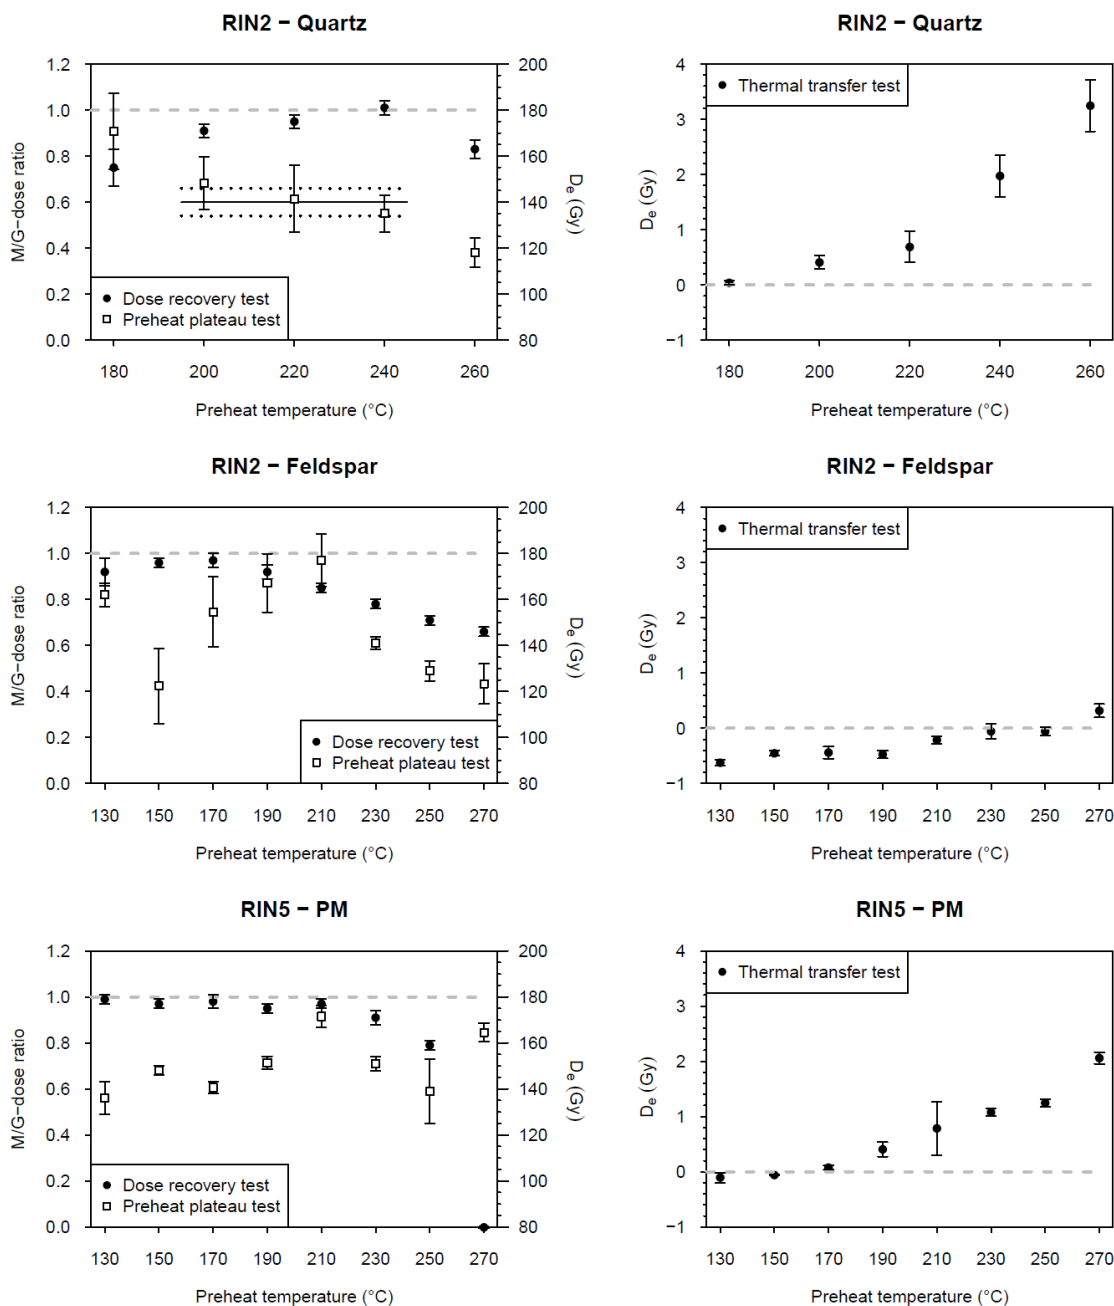 RIN2 − Quartz
M/G−dose ratio
1.2
1.0
0.8
0.6
0.4
0.2
0.0
200
180
160
140
120
100
80
De (Gy)
Dose recovery test
Preheat plateau test
180 200 220 240 260
Preheat temperature (°C)
RIN2 − Quartz
De (Gy)
4
3
2
1
0
−1
Thermal transfer test
180 200 220 240 260
Preheat temperature (°C)
RIN2 − Feldspar
M/G−dose ratio
1.2
1.0
0.8
0.6
0.4
0.2
0.0
200
180
160
140
120
100
80
De (Gy)
Dose recovery test
Preheat plateau test
130 150 170 190 210 230 250 270
Preheat temperature (°C)
RIN2 − Feldspar
De (Gy)
4
3
2
1
0
−1
Thermal transfer test
130 150 170 190 210 230 250 270
Preheat temperature (°C)
RIN5 − PM
M/G−dose ratio
1.2
1.0
0.8
0.6
0.4
0.2
0.0
200
180
160
140
120
100
80
De (Gy)
Dose recovery test
Preheat plateau test
130 150 170 190 210 230 250 270
Preheat temperature (°C)
RIN5 − PM
De (Gy)
4
3
2
1
0
−1
Thermal transfer test
130 150 170 190 210 230 250 270
Preheat temperature (°C)